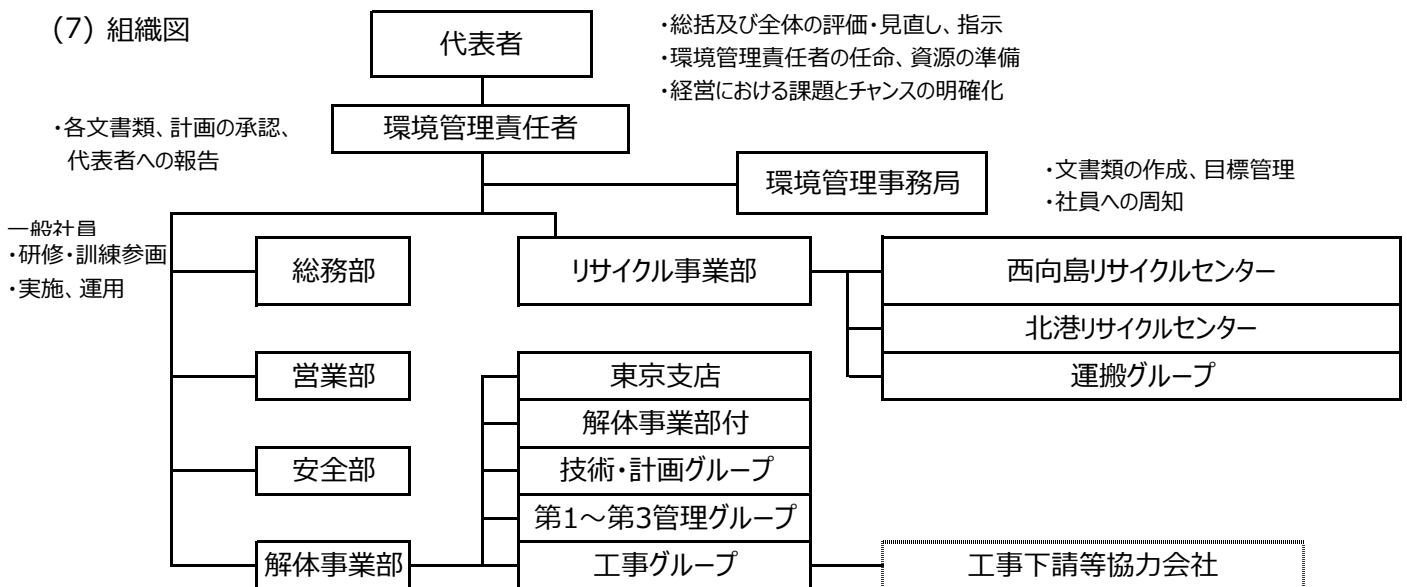 (7) 組織図
代表者
・総括及び全体の評価・見直し、指示
・環境管理責任者の任命、資源の準備
・経営における課題とチャンスの明確化
・各文書類、計画の承認、
代表者への報告
環境管理責任者
環境管理事務局
・文書類の作成、目標管理
・社員への周知
一般社員
・研修・訓練参画
・実施、運用
総務部
リサイクル事業部
西向島リサイクルセンター
北港リサイクルセンター
運搬グループ
営業部
東京支店
解体事業部付
安全部
技術・計画グループ
第1～第3管理グループ
解体事業部
工事グループ
工事下請等協力会社